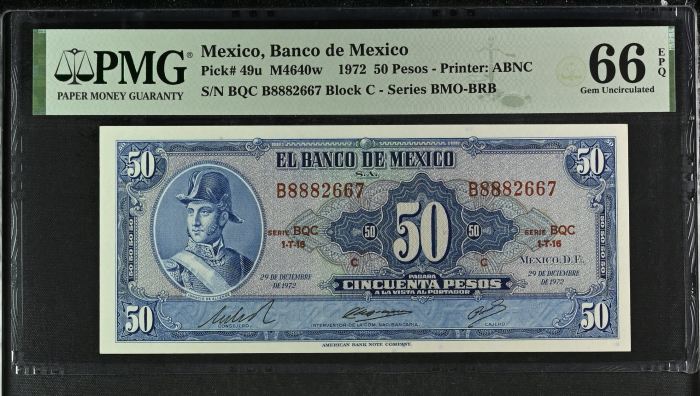 PMG
PAPER MONEY GUARANTY
Mexico, Banco de Mexico
Pick# 49u M4640w 1972 50 Pesos - Printer: ABNC
S/N BQC B8882667 Block C - Series BMO-BRB
66 EPQ
Gem Uncirculated
50
EL BANCO DE MEXICO
S.A.
50
B8882667
B8882667
SERIE BQC
1-T-16
50
50
50
SERIE BQC
1-T-16
C
C
MEXICO, D.F.
29 DE DICIEMBRE
DE 1972
29 DE DICIEMBRE
DE 1972
PAGARA
CINCUENTA PESOS
A LA VISTA AL PORTADOR
50
CONSEJERO
INTERVENTOR DE LA COM. NAC. BANCARIA
CAJERO
50
AMERICAN BANK NOTE COMPANY.